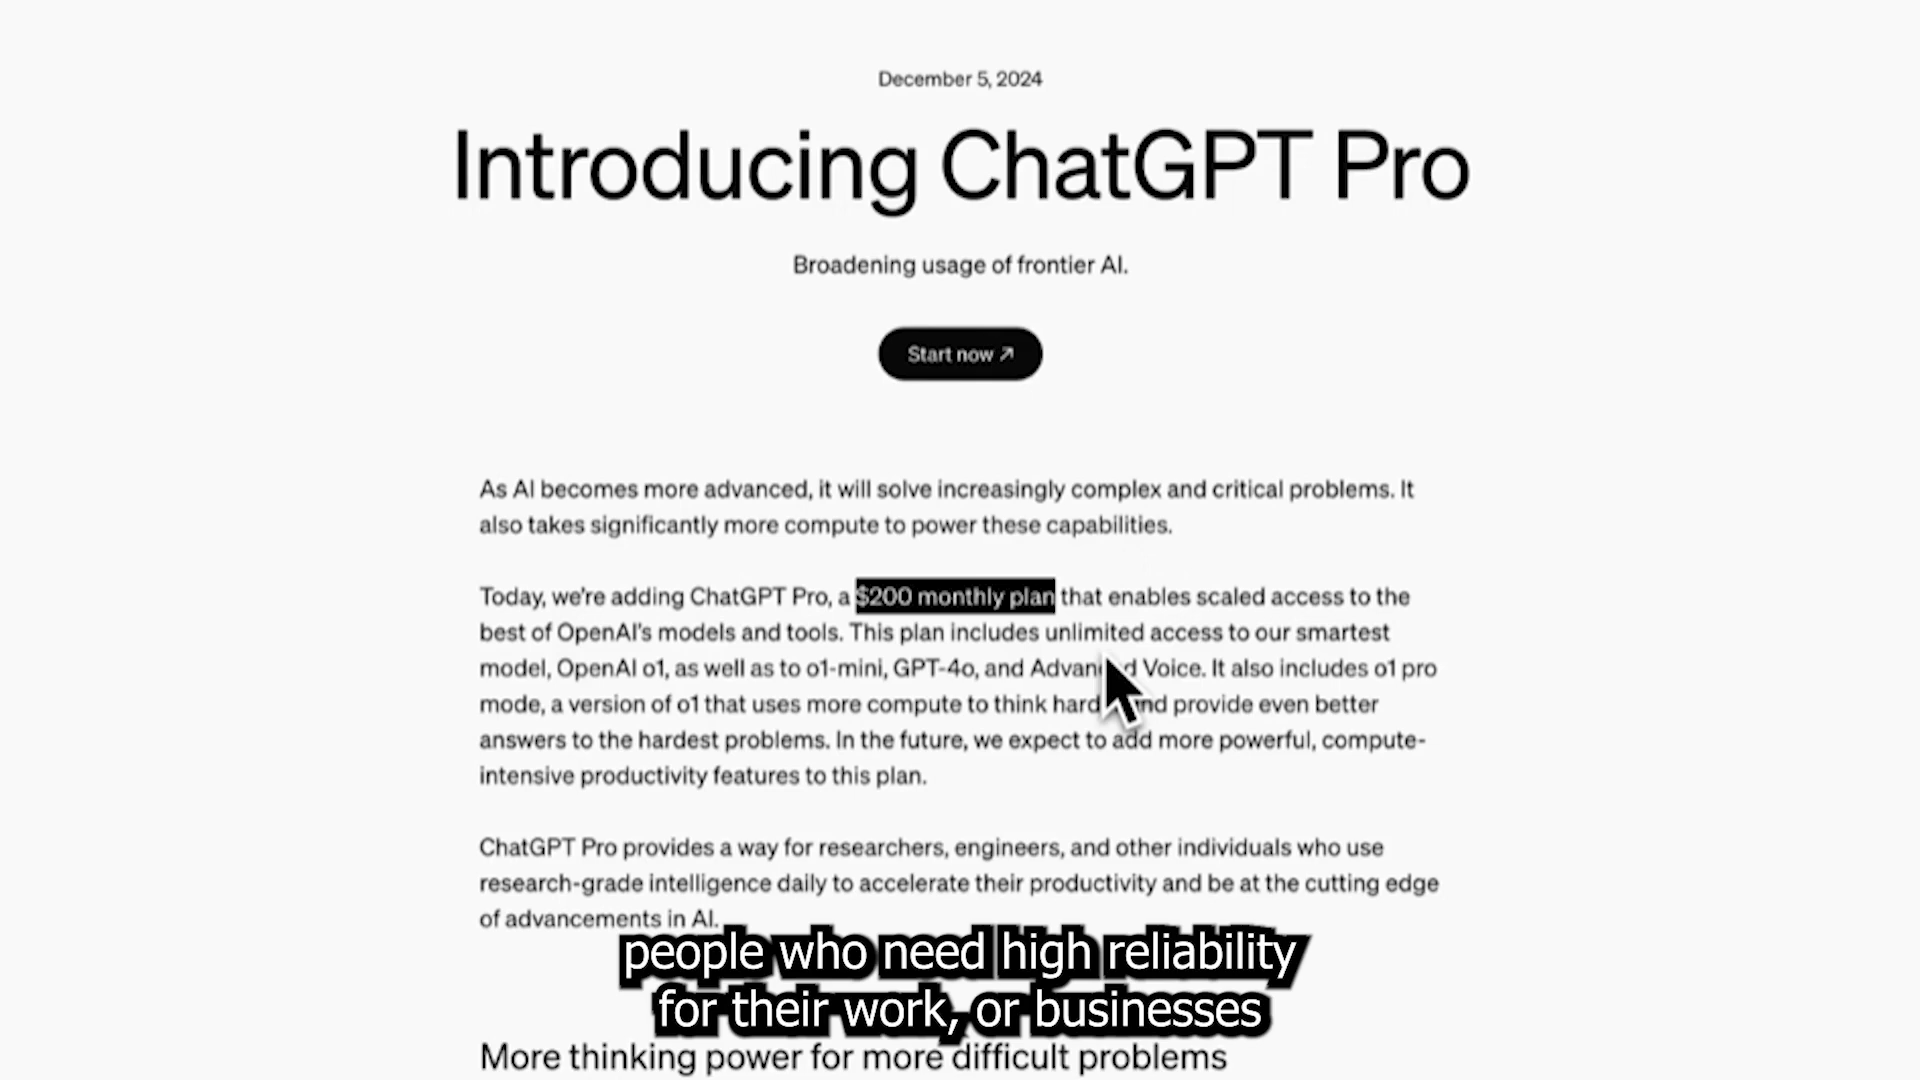 December 5, 2024
Introducing ChatGPT Pro
Broadening usage of frontier AI.
Start now ↗
As AI becomes more advanced, it will solve increasingly complex and critical problems. It
also takes significantly more compute to power these capabilities.
Today, we're adding ChatGPT Pro, a $200 monthly plan that enables scaled access to the
best of OpenAI's models and tools. This plan includes unlimited access to our smartest
model, OpenAI o1, as well as to o1-mini, GPT-4o, and Advanced Voice. It also includes o1 pro
mode, a version of o1 that uses more compute to think harder and provide even better
answers to the hardest problems. In the future, we expect to add more powerful, compute-
intensive productivity features to this plan.
ChatGPT Pro provides a way for researchers, engineers, and other individuals who use
research-grade intelligence daily to accelerate their productivity and be at the cutting edge
of advancements in AI.
people who need high reliability
for their work, or businesses
More thinking power for more difficult problems